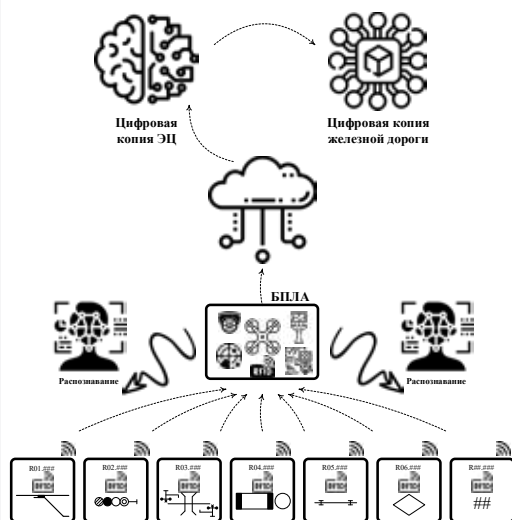 Цифровая
копия ЭЦ
Цифровая копия
железной дороги
БПЛА
Распознавание
Распознавание
R01.###
R02.###
R03.###
R04.###
R05.###
R06.###
R##.###
##